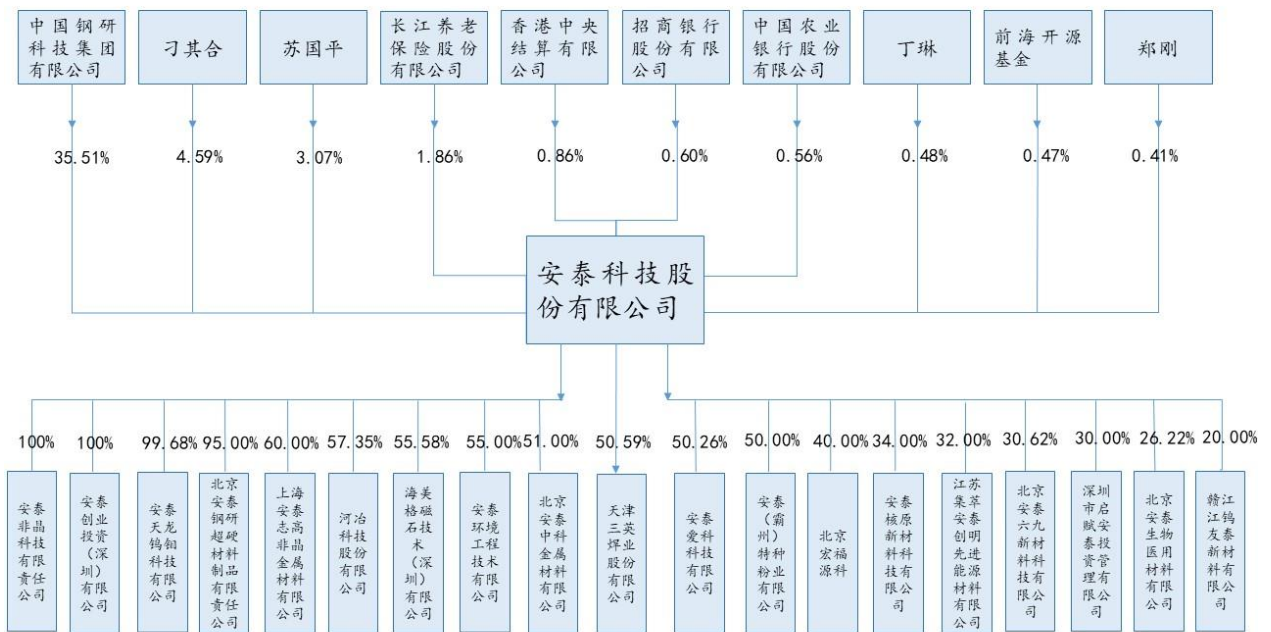 中国钢研
科技集团
有限公司
刁其合
苏国平
长江养老
保险股份
有限公司
香港中央
结算有限
公司
招商银行
股份有限
公司
中国农业
银行股份
有限公司
丁琳
前海开源
基金
郑刚
35.51%
4.59%
3.07%
1.86%
0.86%
0.60%
0.56%
0.48%
0.47%
0.41%
安泰科技股
份有限公司
100%
100%
99.68%
95.00%
60.00%
57.35%
55.58%
55.00%
51.00%
50.59%
50.26%
50.00%
40.00%
34.00%
32.00%
30.62%
30.00%
26.22%
20.00%
安泰
非晶
科技
有限
责任
公司
安泰
创业
投资
（深
圳）
有限
公司
安泰
天龙
钨钼
科技
有限
公司
北京
安泰
钢研
超硬
材料
制品
有限
责任
公司
上海
安泰
志高
非晶
金属
材料
有限
公司
河冶
科技
股份
有限
公司
海美
格磁
石技
术
（深
圳）
有限
公司
安泰
环境
工程
技术
有限
公司
北京
安泰
中科
金属
材料
有限
公司
天津
三英
焊业
股份
有限
公司
安泰
爱科
科技
有限
公司
安泰
（霸
州）
特种
粉业
有限
公司
北京
宏福
源科
安泰
核原
新材
料科
技有
限公
司
江苏
集萃
安泰
创明
先进
能源
材料
有限
公司
北京
安泰
六九
新材
料科
技有
限公
司
深圳
市启
赋安
泰投
资管
理有
限公
司
北京
安泰
生物
医用
材料
有限
公司
赣江
江钨
友泰
新材
料有
限公
司